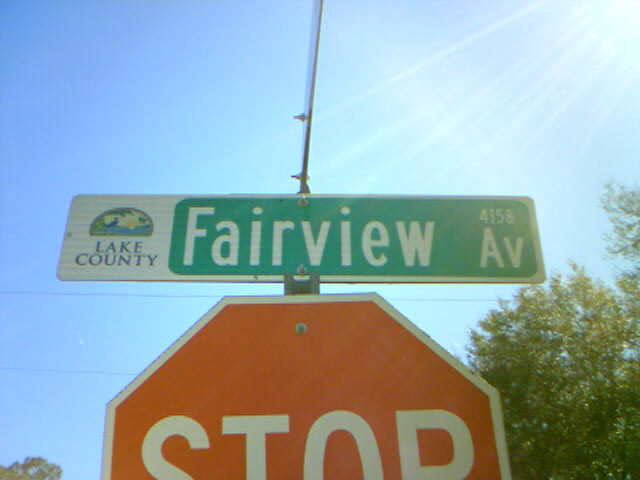 LAKE
COUNTY
Fairview
4158
Av
STOP